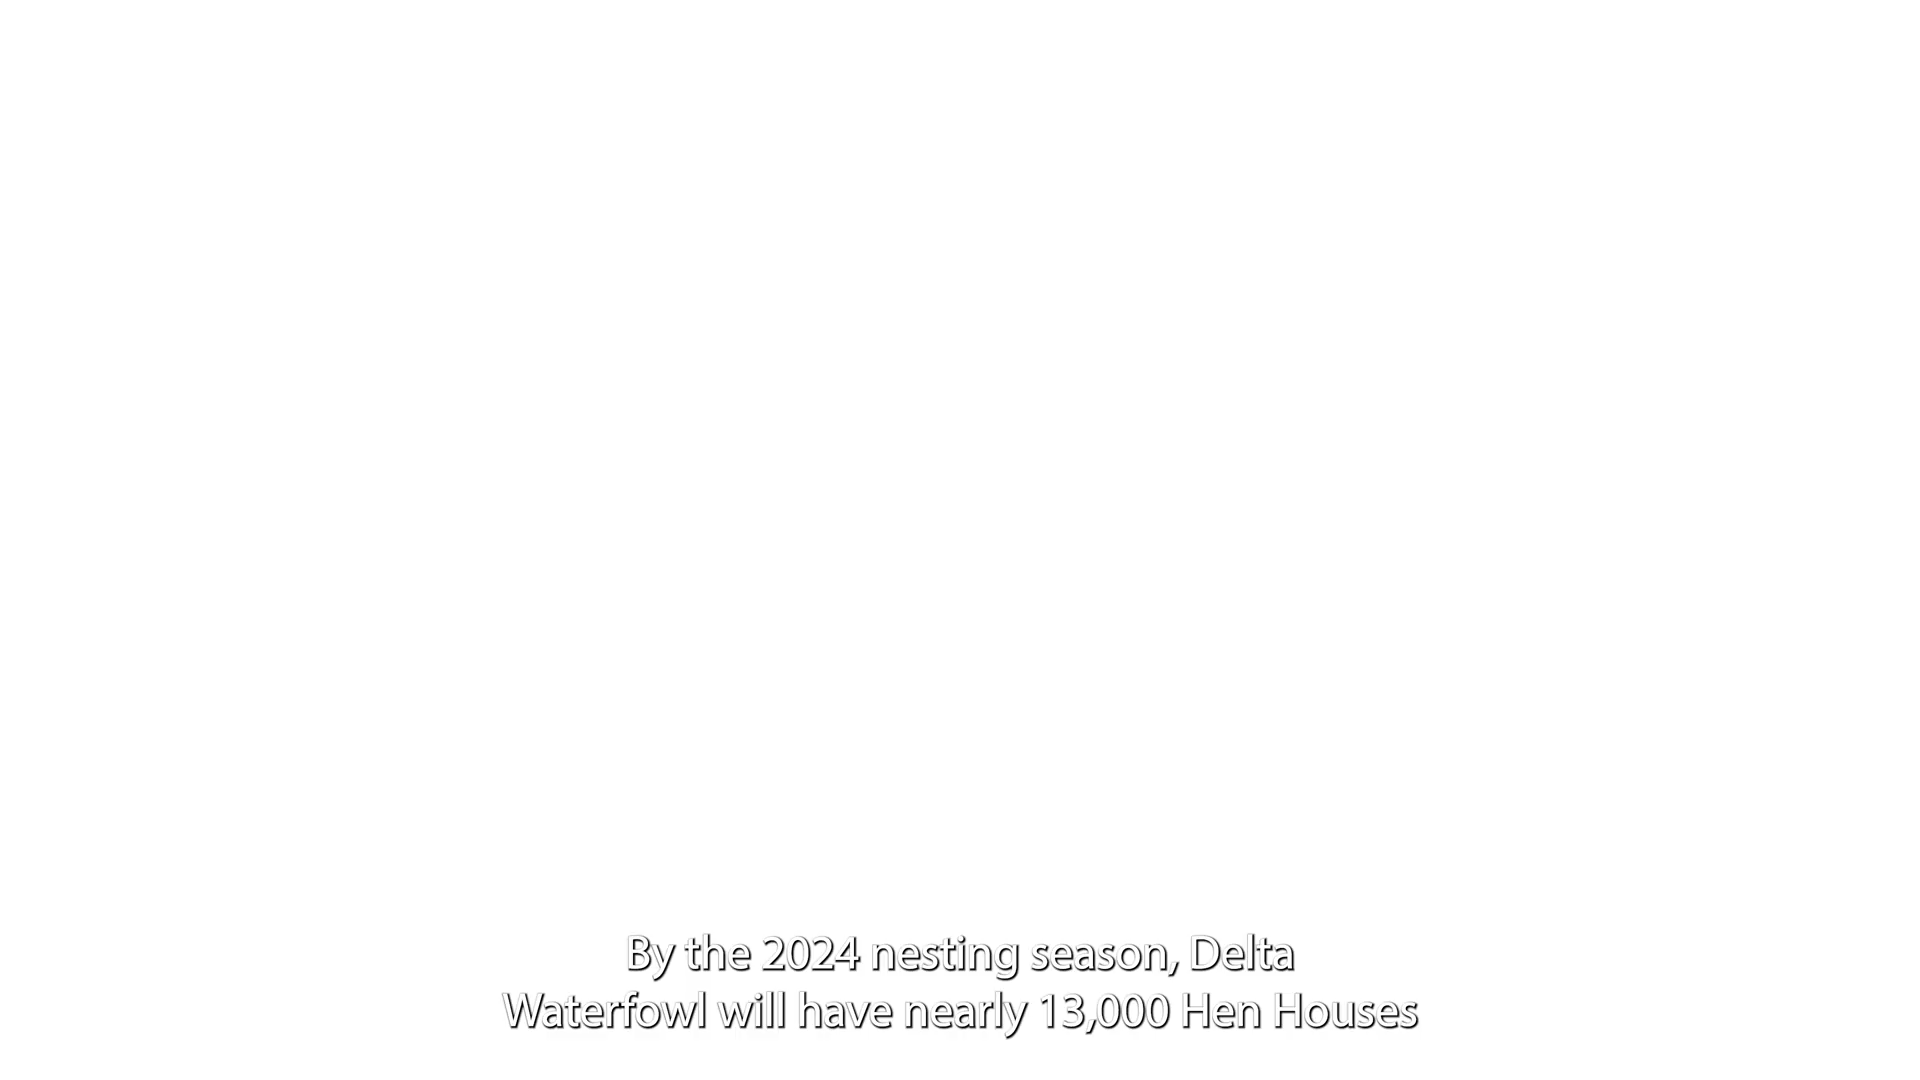 By the 2024 nesting season, Delta
Waterfowl will have nearly 13,000 Hen Houses